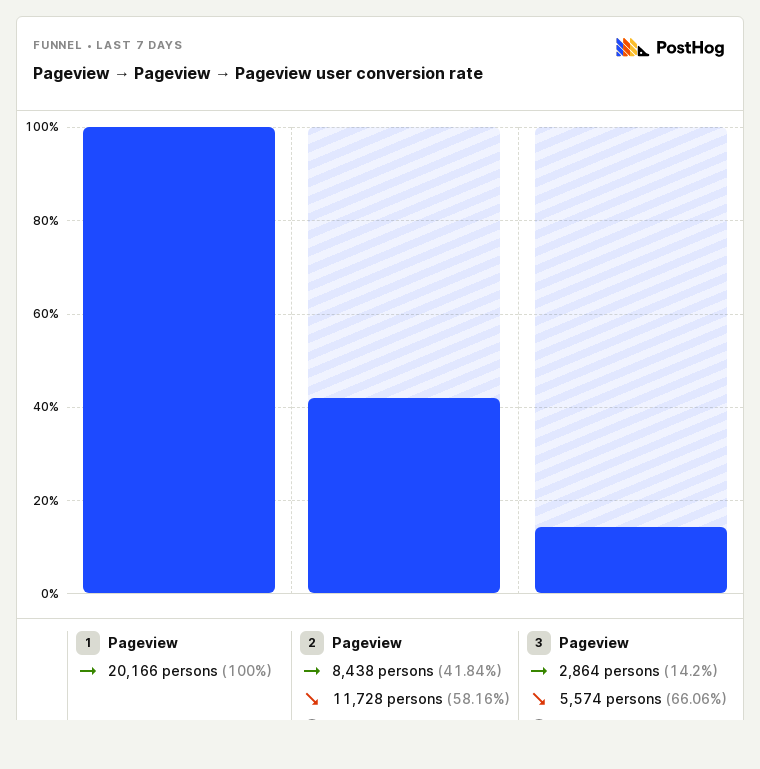 FUNNEL • LAST 7 DAYS
PostHog
Pageview → Pageview → Pageview user conversion rate
100%
80%
60%
40%
20%
0%
1 Pageview
20,166 persons (100%)
2 Pageview
8,438 persons (41.84%)
11,728 persons (58.16%)
3 Pageview
2,864 persons (14.2%)
5,574 persons (66.06%)